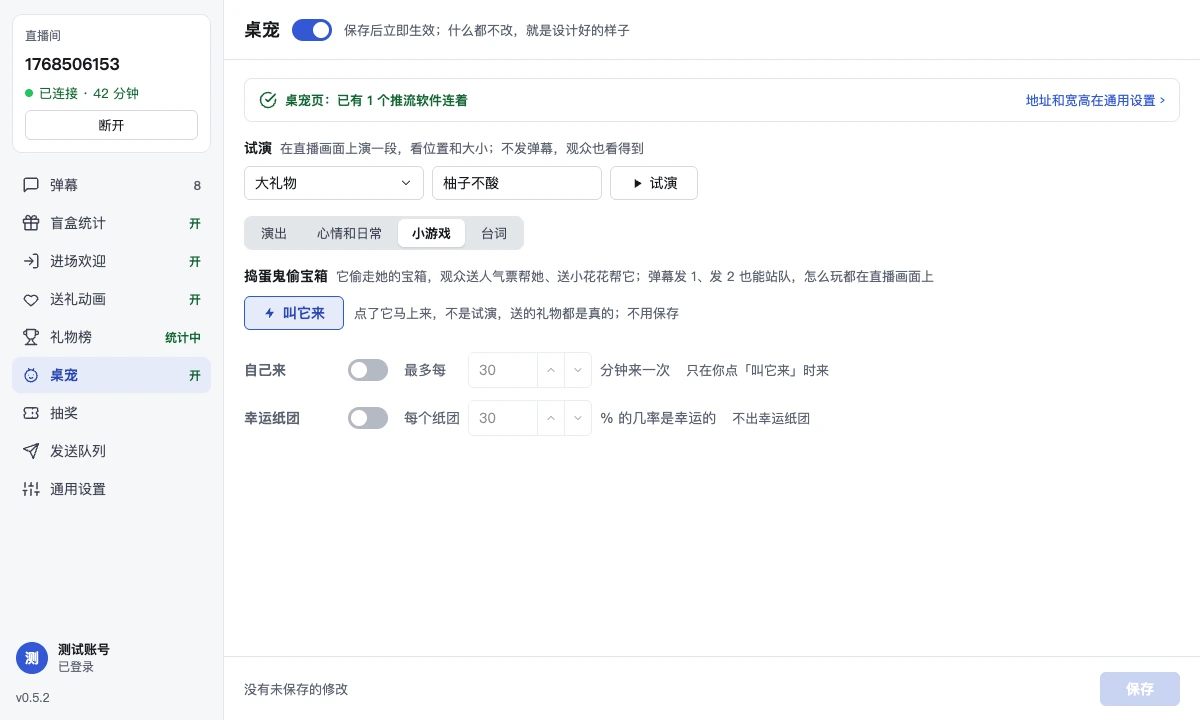 直播间
1768506153
已连接 · 42 分钟
断开
弹幕 8
盲盒统计 开
进场欢迎 开
送礼动画 开
礼物榜 统计中
桌宠 开
抽奖
发送队列
通用设置
测 测试账号
已登录
v0.5.2
桌宠 保存后立即生效；什么都不改，就是设计好的样子
桌宠页：已有 1 个推流软件连着 地址和宽高在通用设置 ›
试演 在直播画面上演一段，看位置和大小；不发弹幕，观众也看得到
大礼物 柚子不酸 试演
演出 心情和日常 小游戏 台词
捣蛋鬼偷宝箱 它偷走她的宝箱，观众送人气票帮她、送小花花帮它；弹幕发 1、发 2 也能站队，怎么玩都在直播画面上
叫它来 点了它马上来，不是试演，送的礼物都是真的；不用保存
自己来 最多每 30 分钟来一次 只在你点「叫它来」时来
幸运纸团 每个纸团 30 % 的几率是幸运的 不出幸运纸团
没有未保存的修改 保存